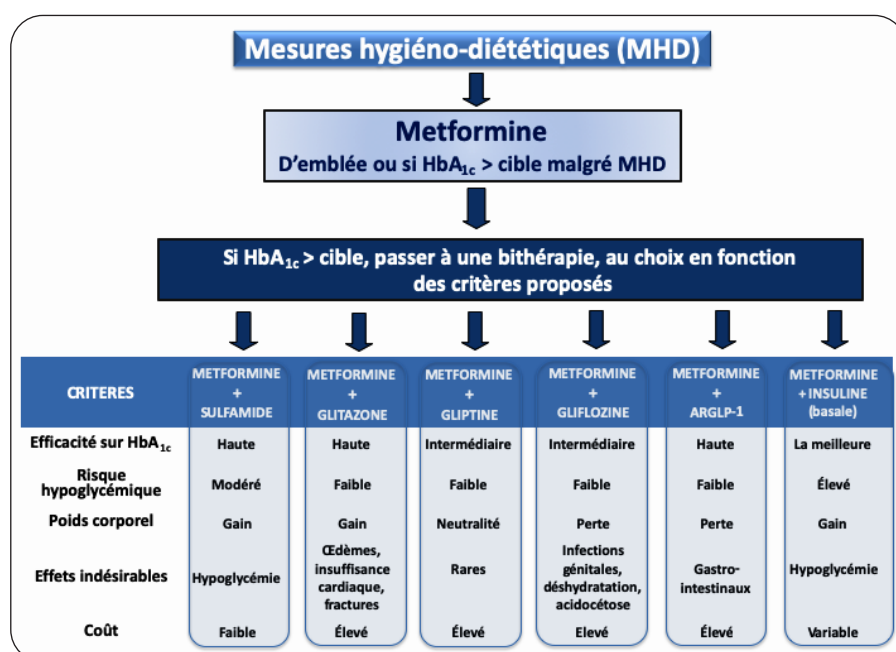 Mesures hygiéno-diététiques (MHD)
Metformine
D'emblée ou si HbA1c > cible malgré MHD
Si HbA1c > cible, passer à une bithérapie, au choix en fonction
des critères proposés
CRITERES
METFORMINE
+
SULFAMIDE
METFORMINE
+
GLITAZONE
METFORMINE
+
GLIPTINE
METFORMINE
+
GLIFLOZINE
METFORMINE
+
ARGLP-1
METFORMINE
+ INSULINE
(basale)
Efficacité sur HbA1c
Haute
Haute
Intermédiaire
Intermédiaire
Haute
La meilleure
Risque
hypoglycémique
Modéré
Faible
Faible
Faible
Faible
Élevé
Poids corporel
Gain
Gain
Neutralité
Perte
Perte
Gain
Effets indésirables
Hypoglycémie
Œdèmes,
insuffisance
cardiaque,
fractures
Rares
Infections
génitales,
déshydratation,
acidocétose
Gastro-
intestinaux
Hypoglycémie
Coût
Faible
Élevé
Élevé
Elevé
Élevé
Variable